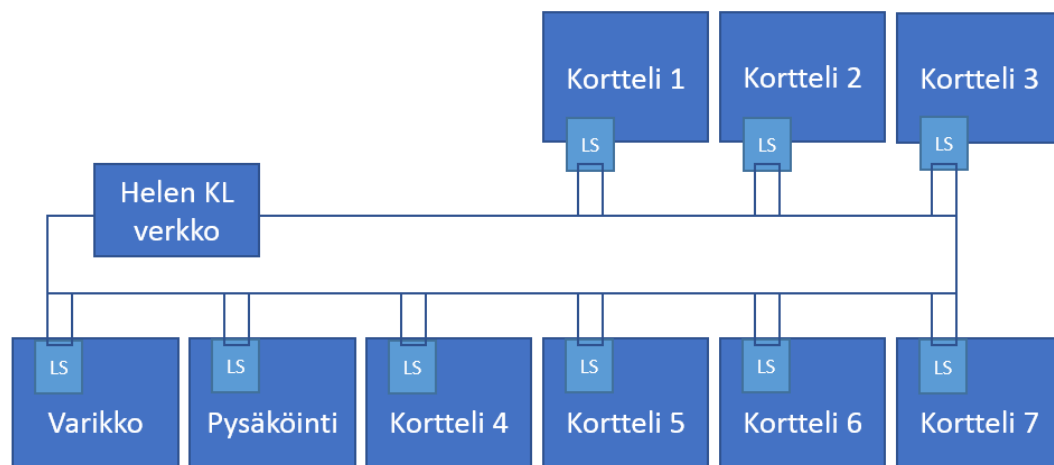 Kortteli 1
Kortteli 2
Kortteli 3
LS
LS
LS
Helen KL
verkko
LS
LS
LS
LS
LS
LS
Varikko
Pysäköinti
Kortteli 4
Kortteli 5
Kortteli 6
Kortteli 7